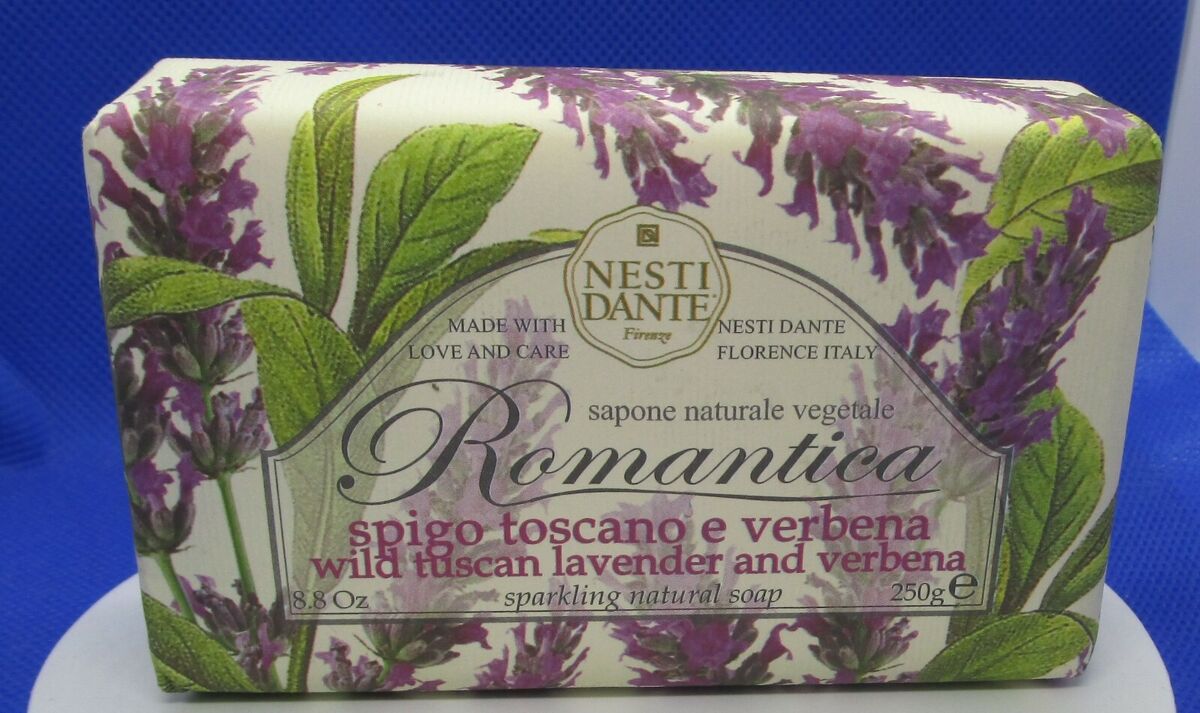 NESTI
DANTE
Firenze
MADE WITH
LOVE AND CARE
NESTI DANTE
FLORENCE ITALY
sapone naturale vegetale
Romantica
spigo toscano e verbena
wild tuscan lavender and verbena
8.8 Oz
sparkling natural soap
250g e